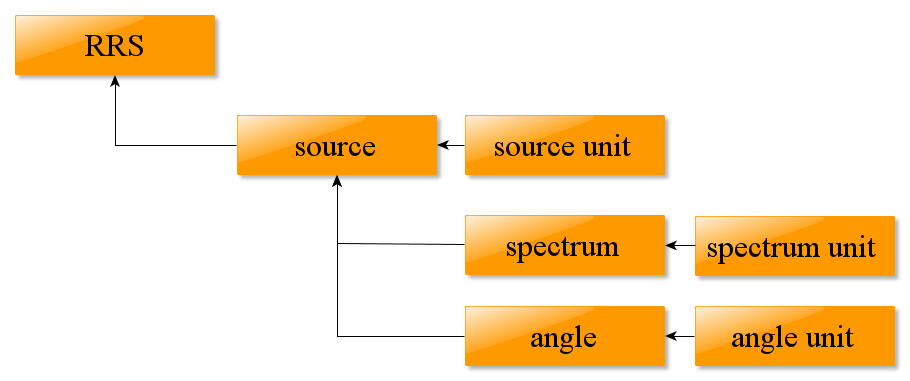 RRS
source
source unit
spectrum
spectrum unit
angle
angle unit